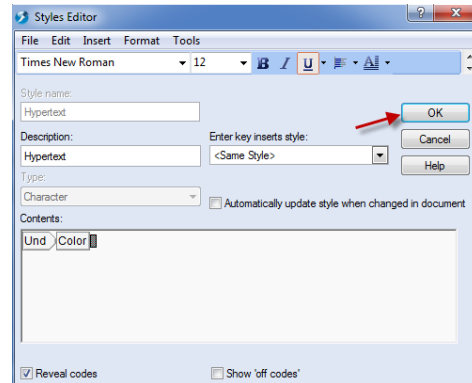 Styles Editor
File Edit Insert Format Tools
Times New Roman 12 B I U A
Style name:
Hypertext
OK
Description:
Enter key inserts style:
Cancel
Hypertext
<Same Style>
Help
Type:
Character
Automatically update style when changed in document
Contents:
Und Color
Reveal codes
Show 'off codes'